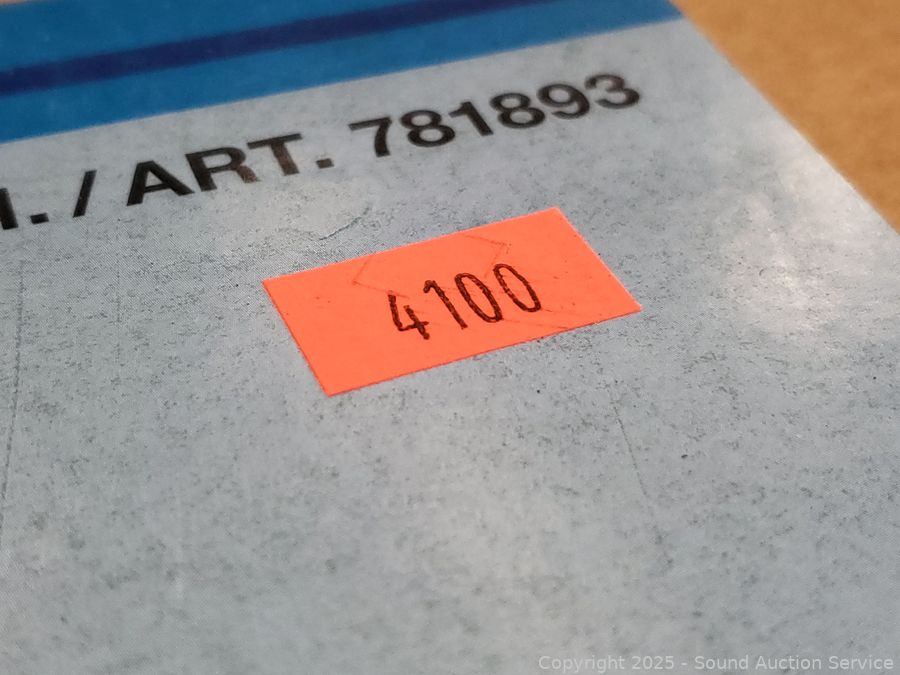 . / ART. 781893
4100
Copyright 2025 - Sound Auction Service